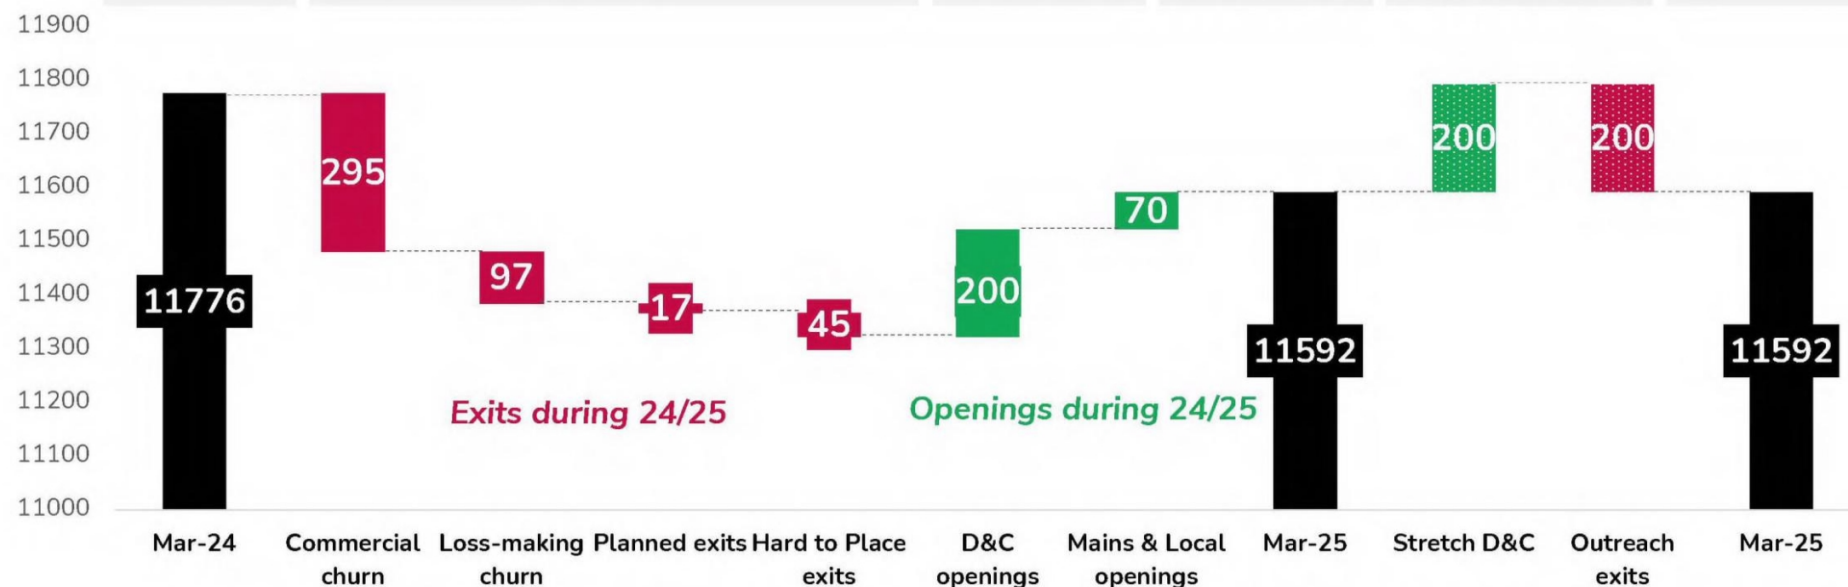 11900
11800
11700
11600
11500
11400
11300
11200
11100
11000
11776
295
97
17
45
200
70
11592
200
200
11592
Exits during 24/25
Openings during 24/25
Mar-24
Commercial
churn
Loss-making
churn
Planned exits
Hard to Place
exits
D&C
openings
Mains & Local
openings
Mar-25
Stretch D&C
Outreach
exits
Mar-25